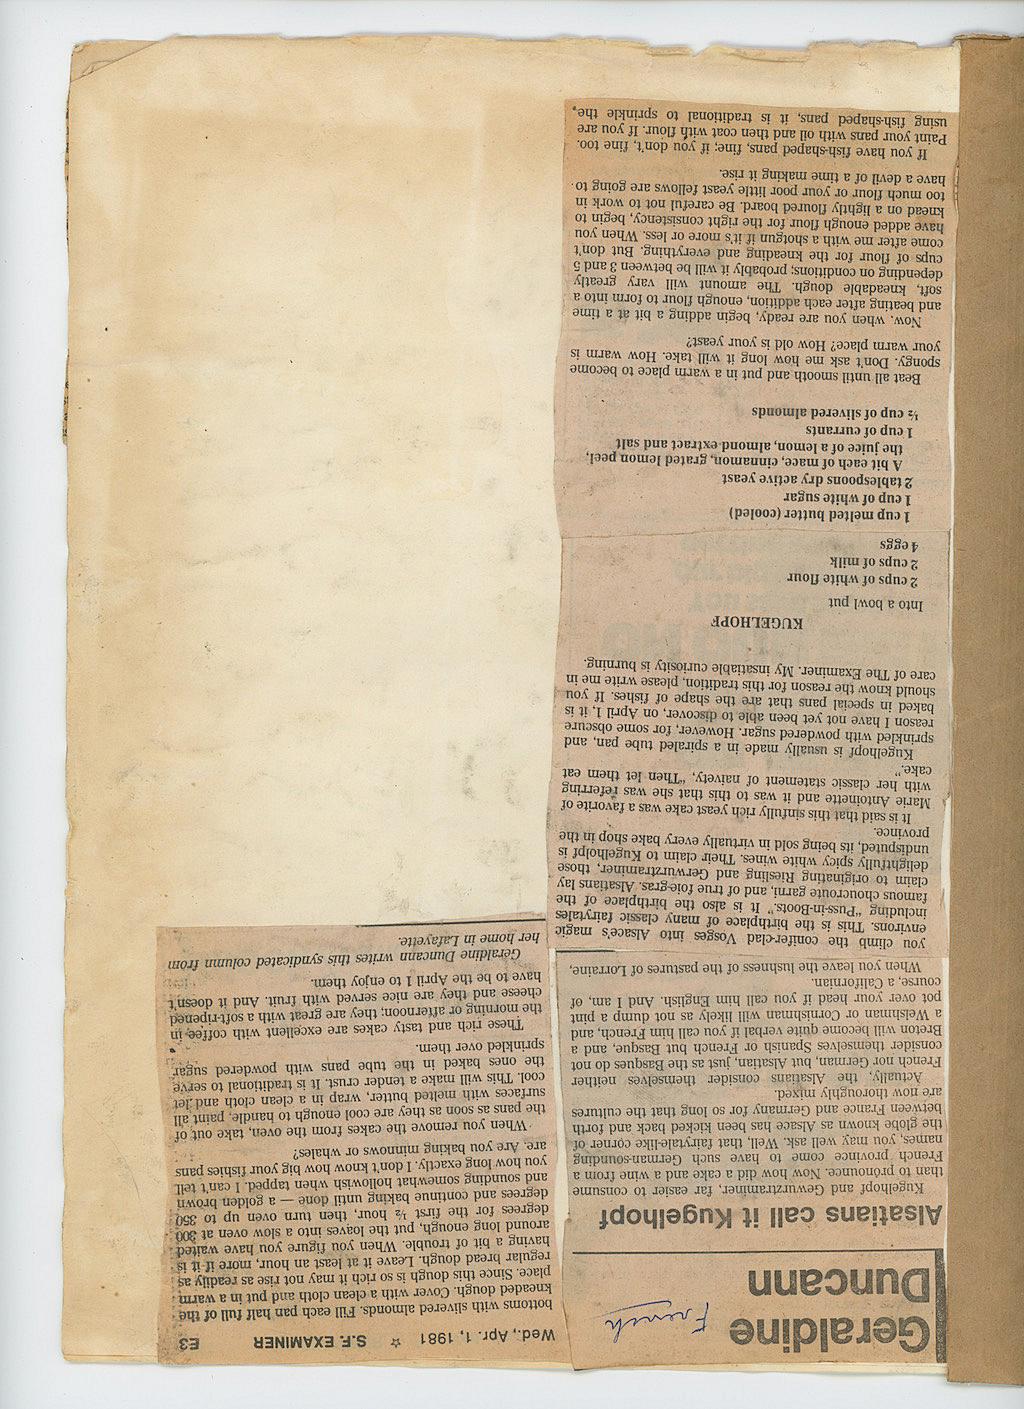 Geraldine
Duncann
French
Alsatians call it Kugelhopf
Kugelhopf and Gewurztraminer, far easier to consume
than to pronounce. Now how did a cake and a wine from a
French province come to have such German-sounding
names, you may well ask. Well, that fairytale-like corner of
the globe known as Alsace has been kicked back and forth
between France and Germany for so long that the cultures
are now thoroughly mixed.
Actually, the Alsatians consider themselves neither
French nor German, but Alsatian, just as the Basques do not
consider themselves Spanish or French but Basque, and a
Breton will become quite verbal if you call him French, and
a Welshman or Cornishman will likely as not dump a pint
pot over your head if you call him English. And I am, of
course, a Californian.
When you leave the lushness of the pastures of Lorraine,
you climb the conifer-clad Vosges into Alsace's magic
environs. This is the birthplace of many classic fairytales
including "Puss-in-Boots." It is also the birthplace of the
famous choucroute garni, and of true foie-gras. Alsatians lay
claim to originating Riesling and Gerwurztraminer, those
delightfully spicy white wines. Their claim to Kugelholpf is
undisputed, its being sold in virtually every bake shop in the
province.
It is said that this sinfully rich yeast cake was a favorite of
Marie Antoinette and it was to this that she was referring
with her classic statement of naivety, "Then let them eat
cake."
Kugelhopf is usually made in a spiraled tube pan, and
sprinkled with powdered sugar. However, for some obscure
reason I have not yet been able to discover, on April 1, it is
baked in special pans that are the shape of fishes. If you
should know the reason for this tradition, please write me in
care of The Examiner. My insatiable curiosity is burning.
KUGELHOPF
Into a bowl put
2 cups of white flour
2 cups of milk
4 eggs
1 cup melted butter (cooled)
1 cup of white sugar
2 tablespoons dry active yeast
A bit each of mace, cinnamon, grated lemon peel,
the juice of a lemon, almond extract and salt
1 cup of currants
½ cup of slivered almonds
Beat all until smooth and put in a warm place to become
spongy. Don't ask me how long it will take. How warm is
your warm place? How old is your yeast?
Now, when you are ready, begin adding a bit at a time
and beating after each addition, enough flour to form into a
soft, kneadable dough. The amount will vary greatly
depending on conditions; probably it will be between 3 and 5
cups of flour for the kneading and everything. But don't
come after me with a shotgun if it's more or less. When you
have added enough flour for the right consistency, begin to
knead on a lightly floured board. Be careful not to work in
too much flour or your poor little yeast fellows are going to
have a devil of a time making it rise.
If you have fish-shaped pans, fine; if you don't, fine too.
Paint your pans with oil and then coat with flour. If you are
using fish-shaped pans, it is traditional to sprinkle the
Wed., Apr. 1, 1981 ☆ S.F. EXAMINER E3
bottoms with slivered almonds. Fill each pan half full of the
kneaded dough. Cover with a clean cloth and put in a warm
place. Since this dough is so rich it may not rise as readily as
regular bread dough. Leave it at least an hour, more if it is
having a bit of trouble. When you figure you have waited
around long enough, put the loaves into a slow oven at 300
degrees for the first ½ hour, then turn oven up to 350
degrees and continue baking until done — a golden brown
and sounding somewhat hollowish when tapped. I can't tell
you how long exactly. I don't know how big your fishies pans
are. Are you baking minnows or whales?
When you remove the cakes from the oven, take out of
the pans as soon as they are cool enough to handle, paint all
surfaces with melted butter, wrap in a clean cloth and let
cool. This will make a tender crust. It is traditional to serve
the ones baked in the tube pans with powdered sugar
sprinkled over them.
These rich and tasty cakes are excellent with coffee in
the morning or afternoon; they are great with a soft-ripened
cheese and they are nice served with fruit. And it doesn't
have to be the April 1 to enjoy them.
Geraldine Duncann writes this syndicated column from
her home in Lafayette.